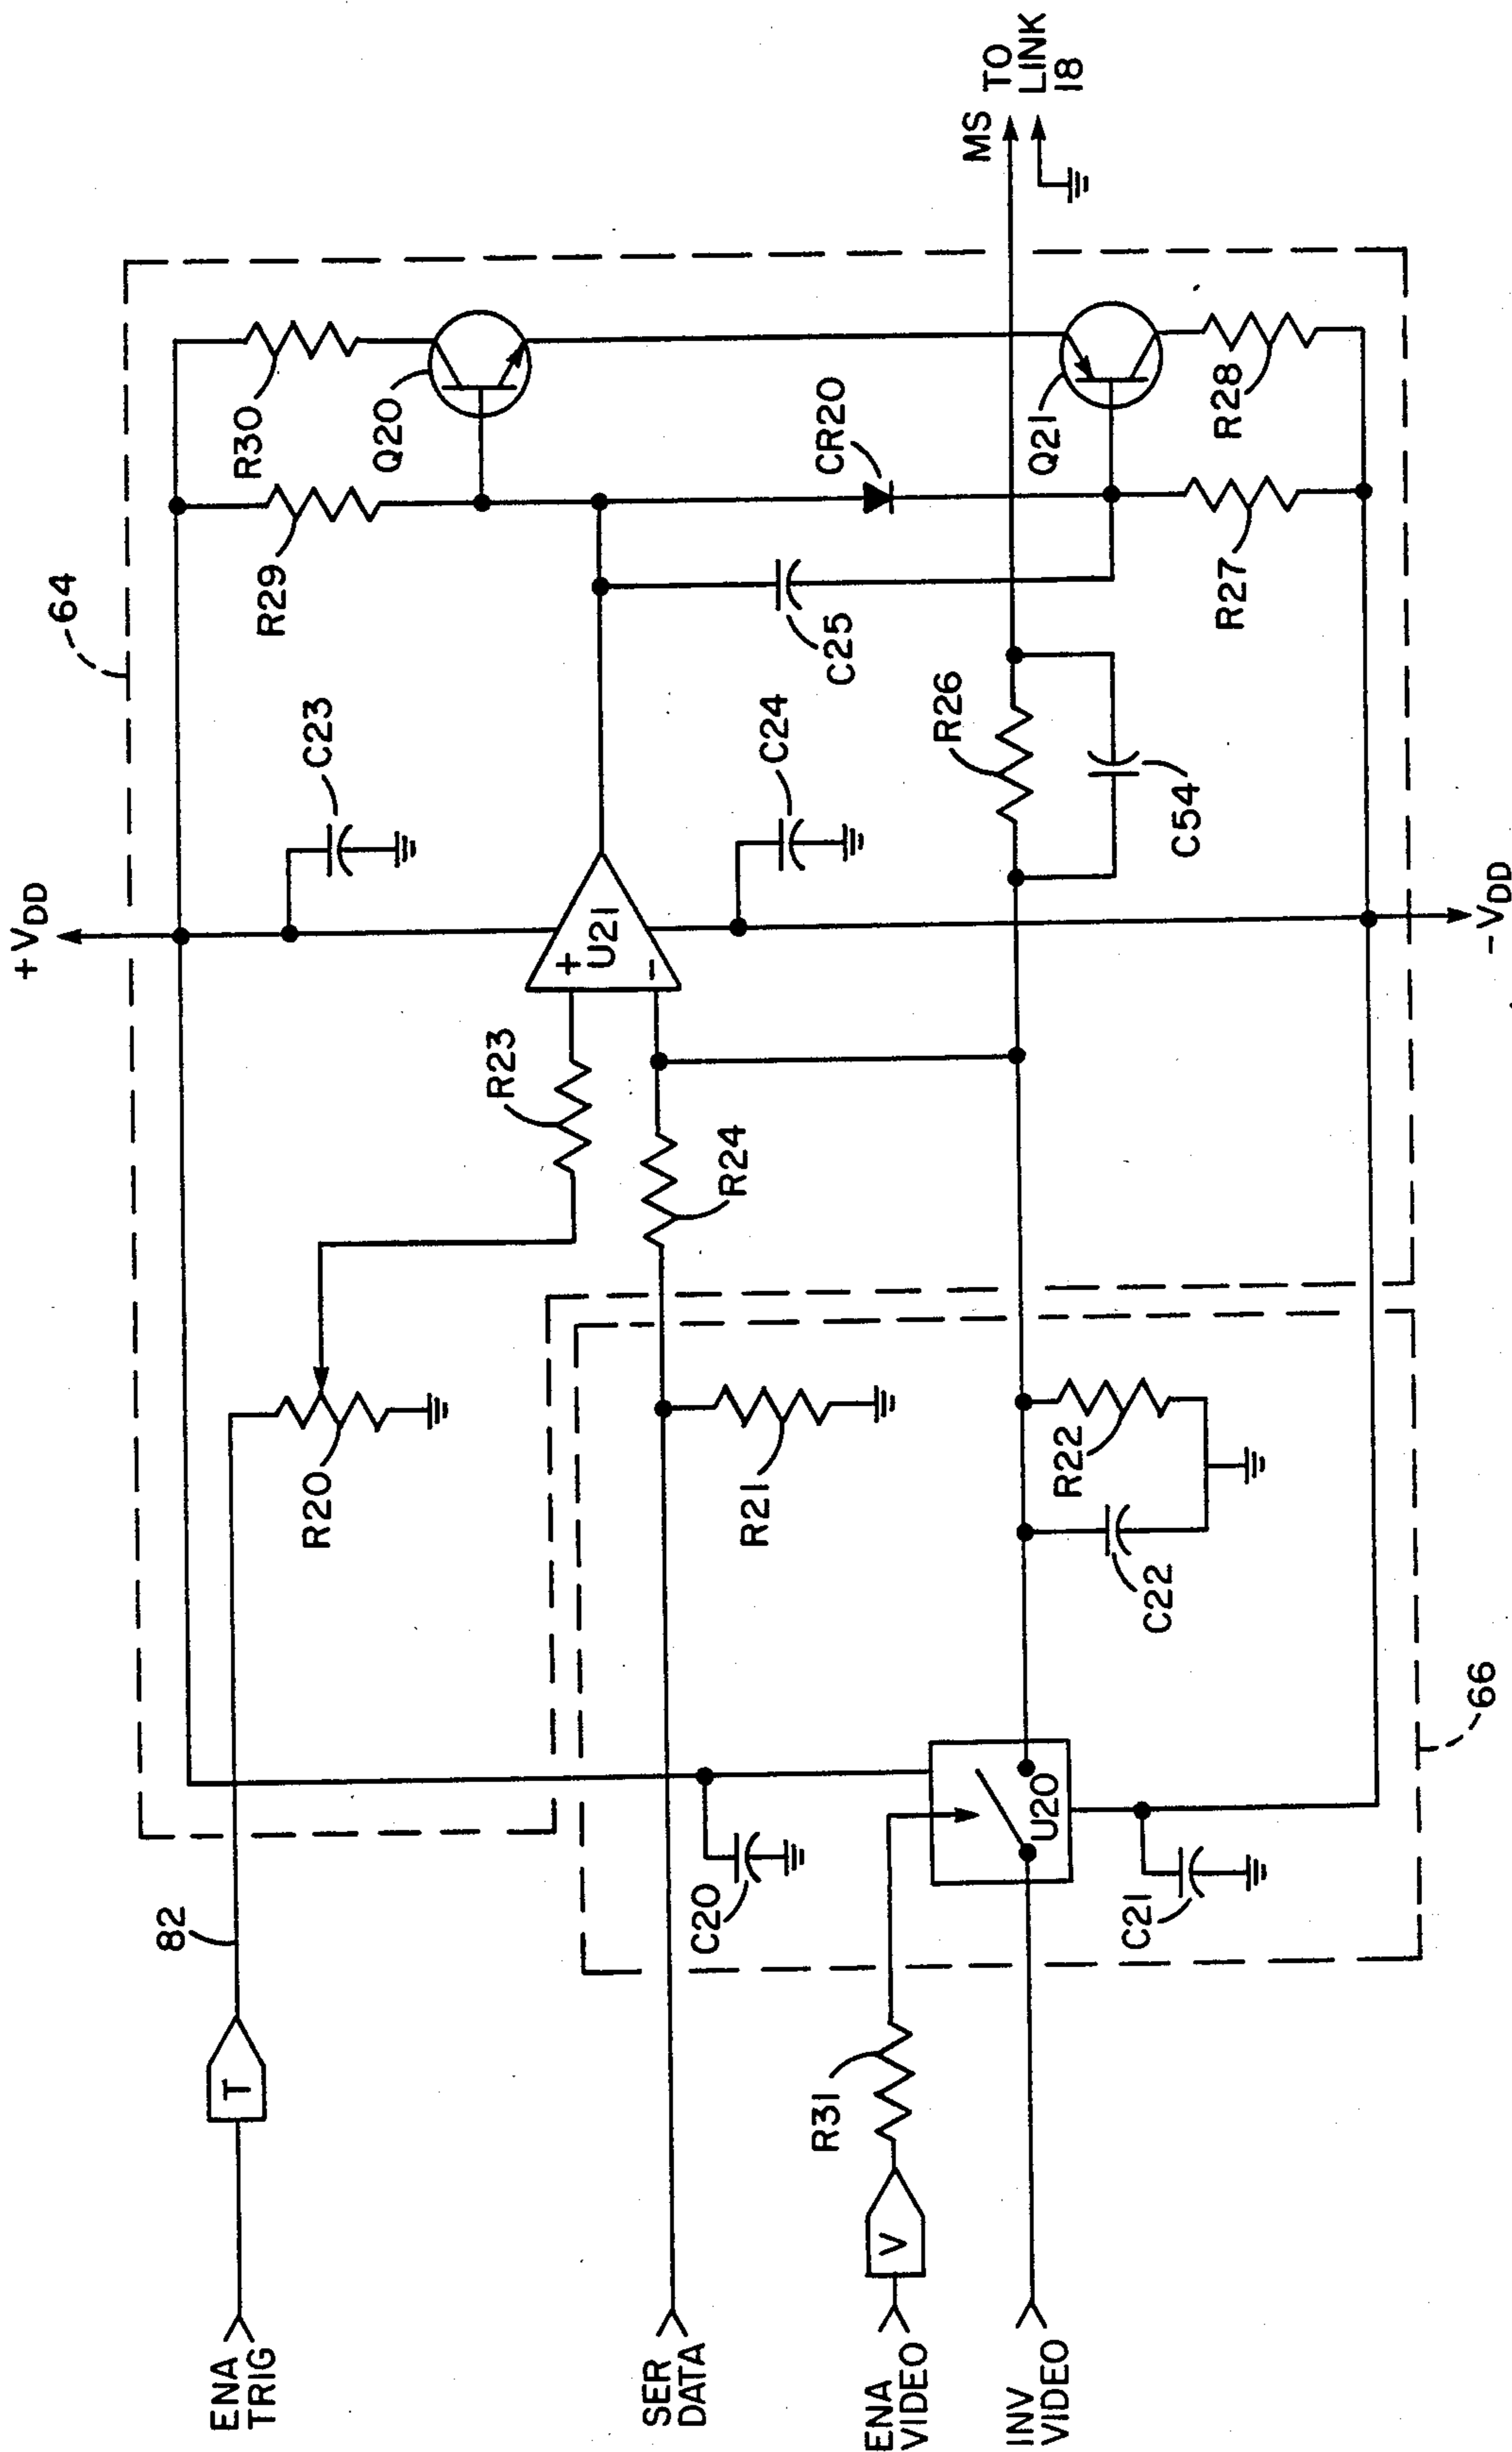 +VDD
64
R30
R29
Q20
C23
82
T
ENA
TRIG
R20
R23
+
U21
-
C25
CR20
C24
R24
SER
DATA
R21
C20
MS
TO
LINK
18
Q21
R28
R27
R26
C54
R31
V
ENA
VIDEO
INV
VIDEO
U20
C21
C22
R22
66
-VDD